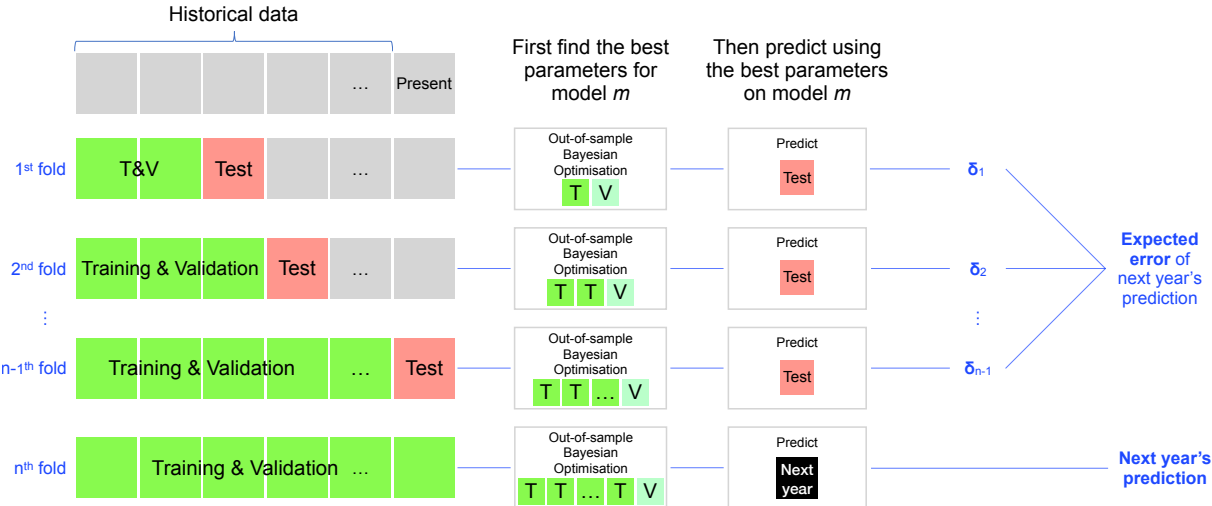 Historical data
First find the best
parameters for
model m
Then predict using
the best parameters
on model m
...
Present
1st fold
T&V
Test
...
Out-of-sample
Bayesian
Optimisation
T V
Predict
Test
δ1
2nd fold
Training & Validation
Test
...
Out-of-sample
Bayesian
Optimisation
T T V
Predict
Test
δ2
Expected
error of
next year's
prediction
⋮
⋮
n-1th fold
Training & Validation
...
Test
Out-of-sample
Bayesian
Optimisation
T T ... V
Predict
Test
δn-1
nth fold
Training & Validation
...
Out-of-sample
Bayesian
Optimisation
T T ... T V
Predict
Next
year
Next year's
prediction